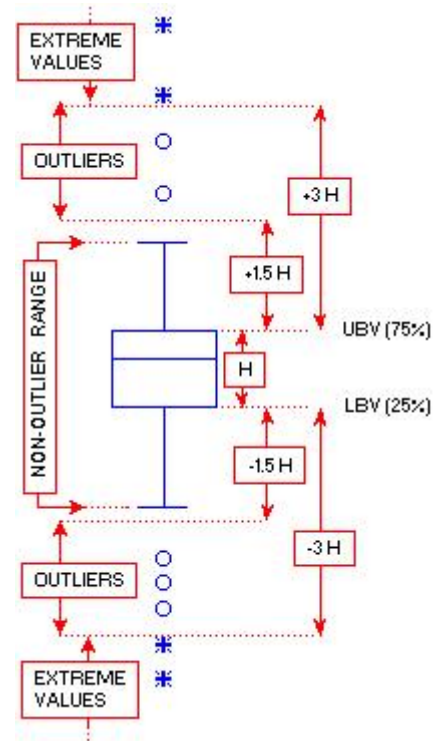 EXTREME
VALUES
OUTLIERS
+3 H
+1.5 H
NON-OUTLIER RANGE
UBV (75%)
H
LBV (25%)
-1.5 H
-3 H
OUTLIERS
EXTREME
VALUES